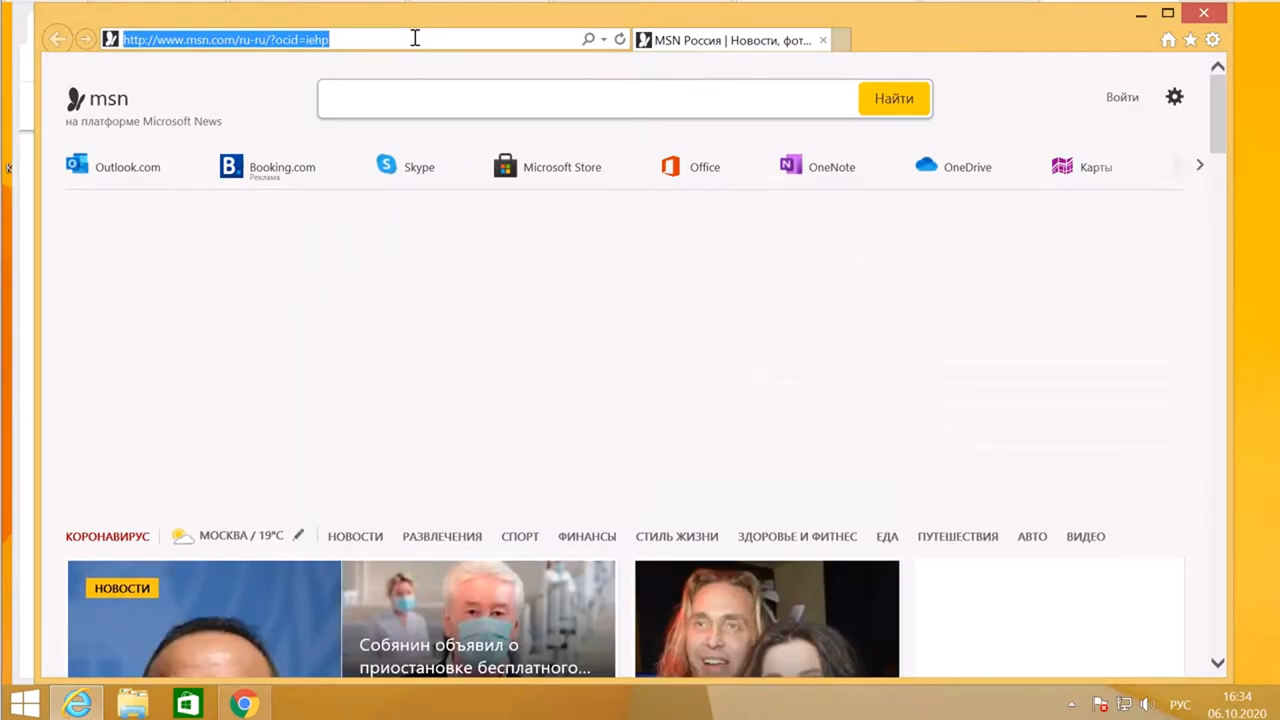 http://www.msn.com/ru-ru/?ocid=iehp
MSN Россия | Новости, фот...
msn
на платформе Microsoft News
Найти
Войти
Outlook.com
Booking.com
Реклама
Skype
Microsoft Store
Office
OneNote
OneDrive
Карты
КОРОНАВИРУС
МОСКВА / 19°C
НОВОСТИ
РАЗВЛЕЧЕНИЯ
СПОРТ
ФИНАНСЫ
СТИЛЬ ЖИЗНИ
ЗДОРОВЬЕ И ФИТНЕС
ЕДА
ПУТЕШЕСТВИЯ
АВТО
ВИДЕО
НОВОСТИ
Собянин объявил о
приостановке бесплатного...
РУС
16:34
06.10.2020